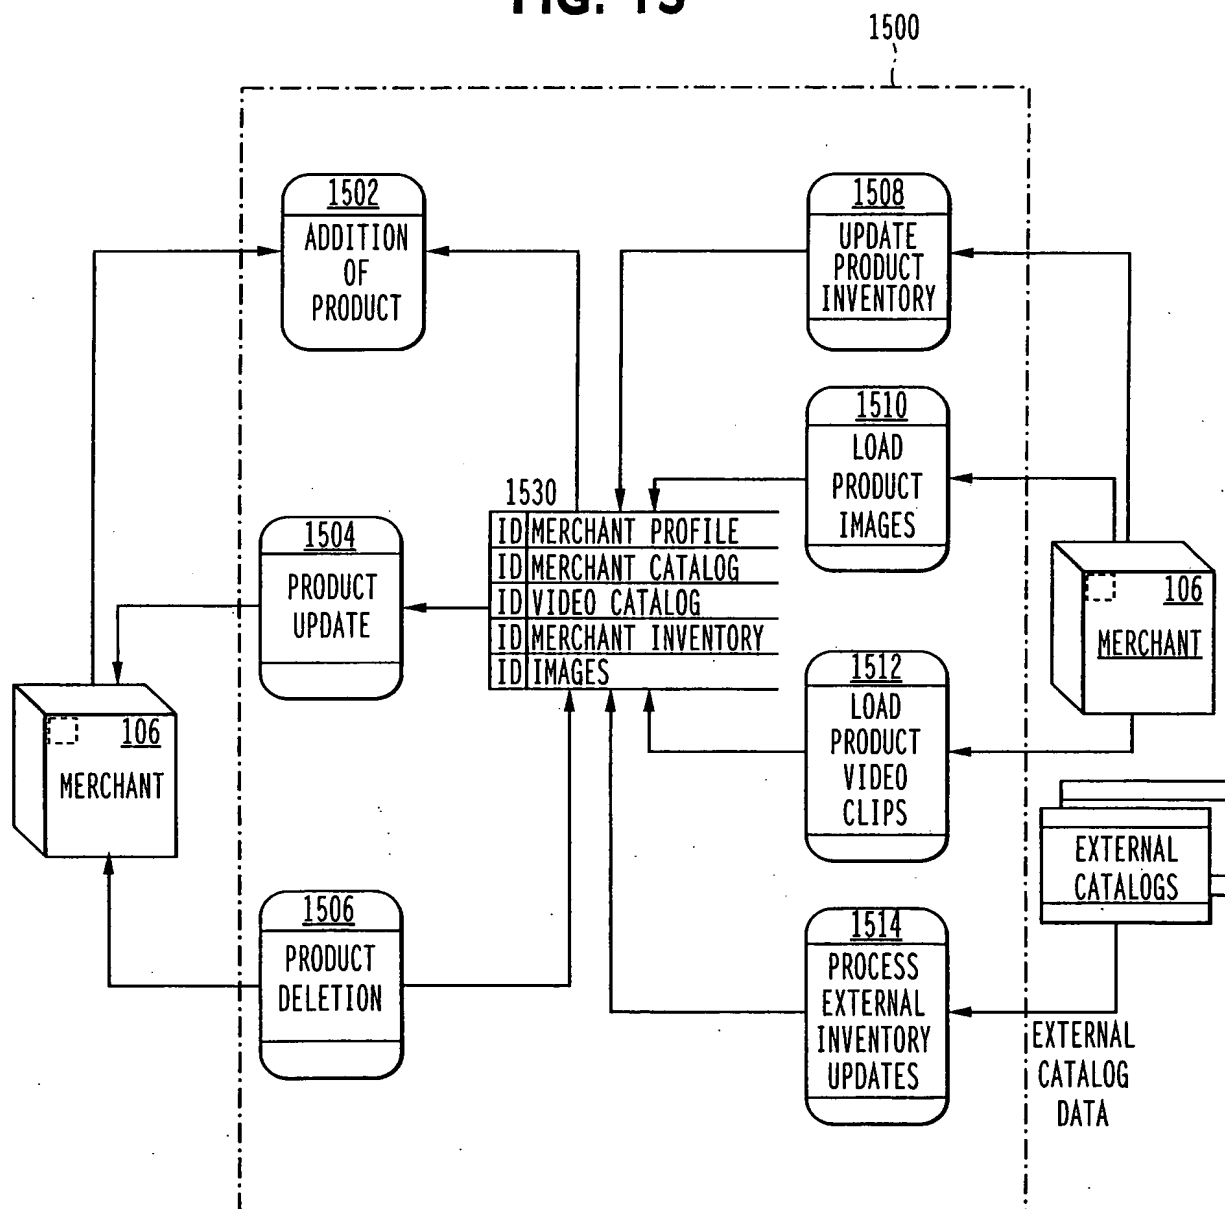 FIG. 15
1500
1502
ADDITION
OF
PRODUCT
1508
UPDATE
PRODUCT
INVENTORY
1510
LOAD
PRODUCT
IMAGES
1530
ID MERCHANT PROFILE
ID MERCHANT CATALOG
ID VIDEO CATALOG
ID MERCHANT INVENTORY
ID IMAGES
1504
PRODUCT
UPDATE
106
MERCHANT
106
MERCHANT
1512
LOAD
PRODUCT
VIDEO
CLIPS
EXTERNAL
CATALOGS
1506
PRODUCT
DELETION
1514
PROCESS
EXTERNAL
INVENTORY
UPDATES
EXTERNAL
CATALOG
DATA